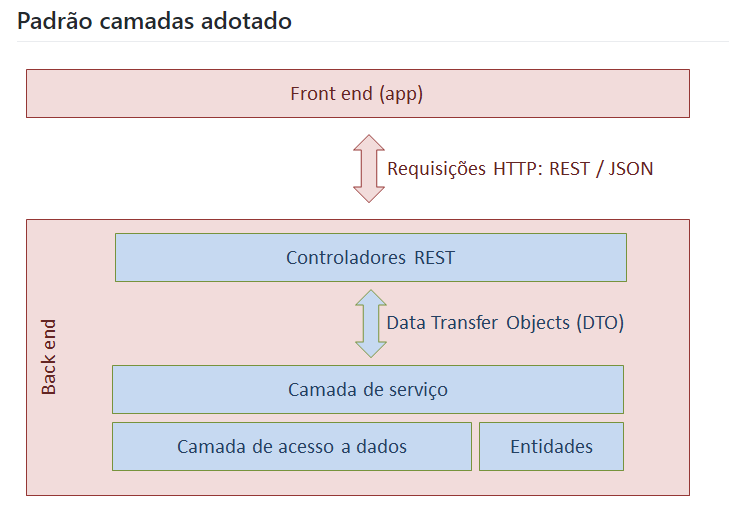 Padrão camadas adotado
Front end (app)
Requisições HTTP: REST / JSON
Controladores REST
Data Transfer Objects (DTO)
Back end
Camada de serviço
Camada de acesso a dados
Entidades